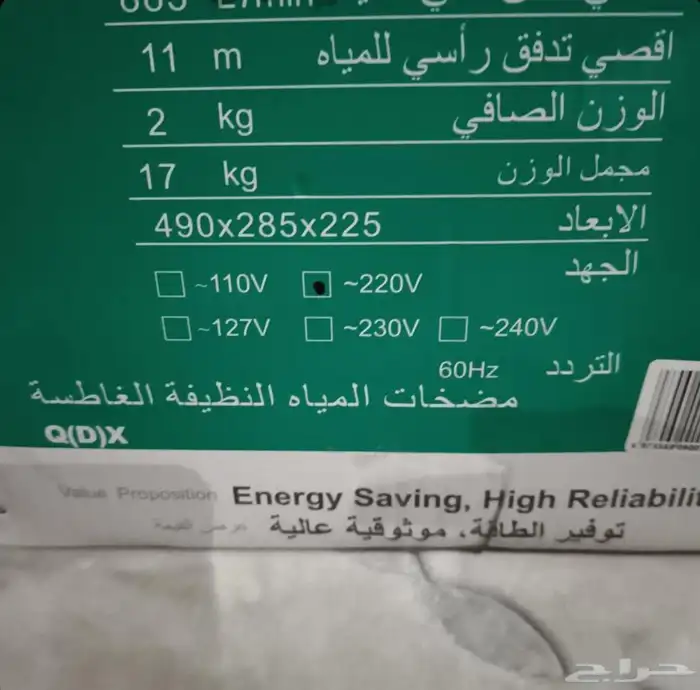 11 m اقصي تدفق رأسي للمياه
2 kg الوزن الصافي
17 kg مجمل الوزن
490x285x225 الابعاد
الجهد
~110V ~220V
~127V ~230V ~240V
60Hz التردد
مضخات المياه النظيفة الغاطسة
Q(D)X
Value Proposition Energy Saving, High Reliabili
توفير الطاقة، موثوقية عالية
حراج